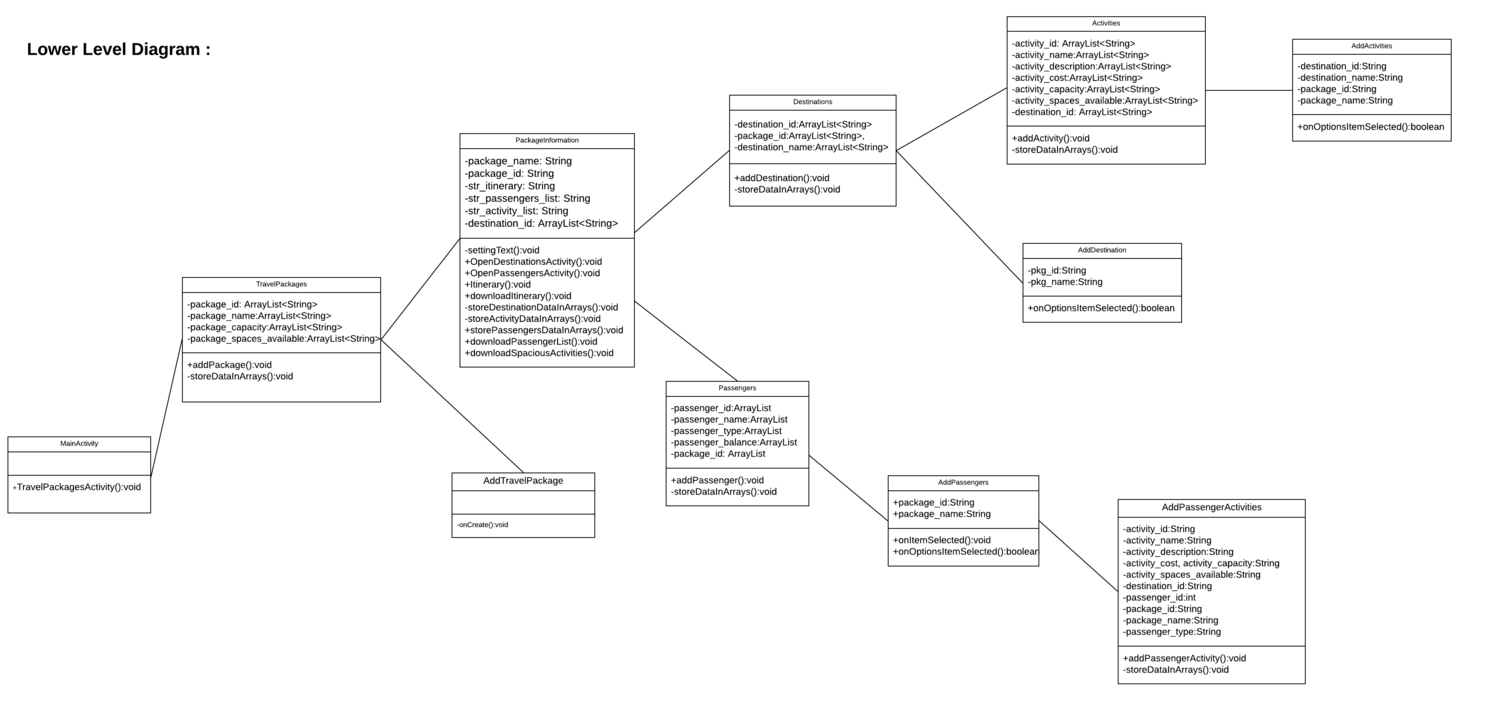 Lower Level Diagram :
MainActivity
+TravelPackagesActivity():void
TravelPackages
-package_id: ArrayList<String>
-package_name:ArrayList<String>
-package_capacity:ArrayList<String>
-package_spaces_available:ArrayList<String>
+addPackage():void
-storeDataInArrays():void
PackageInformation
-package_name: String
-package_id: String
-str_itinerary: String
-str_passengers_list: String
-str_activity_list: String
-destination_id: ArrayList<String>
-settingText():void
+OpenDestinationsActivity():void
+OpenPassengersActivity():void
+Itinerary():void
+downloadItinerary():void
-storeDestinationDataInArrays():void
-storeActivityDataInArrays():void
+storePassengersDataInArrays():void
+downloadPassengerList():void
+downloadSpaciousActivities():void
AddTravelPackage
-onCreate():void
Destinations
-destination_id:ArrayList<String>
-package_id:ArrayList<String>,
-destination_name:ArrayList<String>
+addDestination():void
-storeDataInArrays():void
Activities
-activity_id: ArrayList<String>
-activity_name:ArrayList<String>
-activity_description:ArrayList<String>
-activity_cost:ArrayList<String>
-activity_capacity:ArrayList<String>
-activity_spaces_available:ArrayList<String>
-destination_id: ArrayList<String>
+addActivity():void
-storeDataInArrays():void
AddActivities
-destination_id:String
-destination_name:String
-package_id:String
-package_name:String
+onOptionsItemSelected():boolean
AddDestination
-pkg_id:String
-pkg_name:String
+onOptionsItemSelected():boolean
Passengers
-passenger_id:ArrayList
-passenger_name:ArrayList
-passenger_type:ArrayList
-passenger_balance:ArrayList
-package_id: ArrayList
+addPassenger():void
-storeDataInArrays():void
AddPassengers
+package_id:String
+package_name:String
+onItemSelected():void
+onOptionsItemSelected():boolean
AddPassengerActivities
-activity_id:String
-activity_name:String
-activity_description:String
-activity_cost, activity_capacity:String
-activity_spaces_available:String
-destination_id:String
-passenger_id:int
-package_id:String
-package_name:String
-passenger_type:String
+addPassengerActivity():void
-storeDataInArrays():void